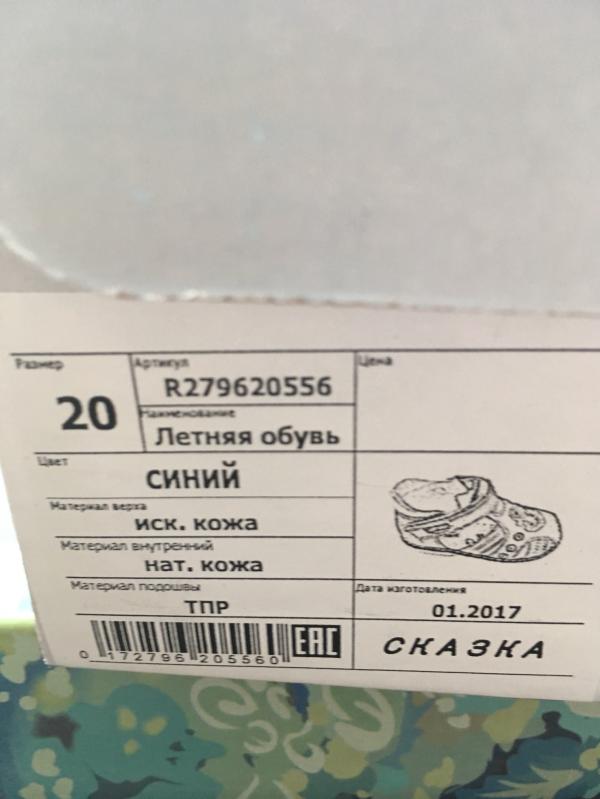 Размер
Артикул
Цена
20
R279620556
Наименование
Летняя обувь
Цвет
СИНИЙ
Материал верха
иск. кожа
Материал внутренний
нат. кожа
Материал подошвы
ТПР
Дата изготовления
01.2017
0 172796 205560
EAC
СКАЗКА